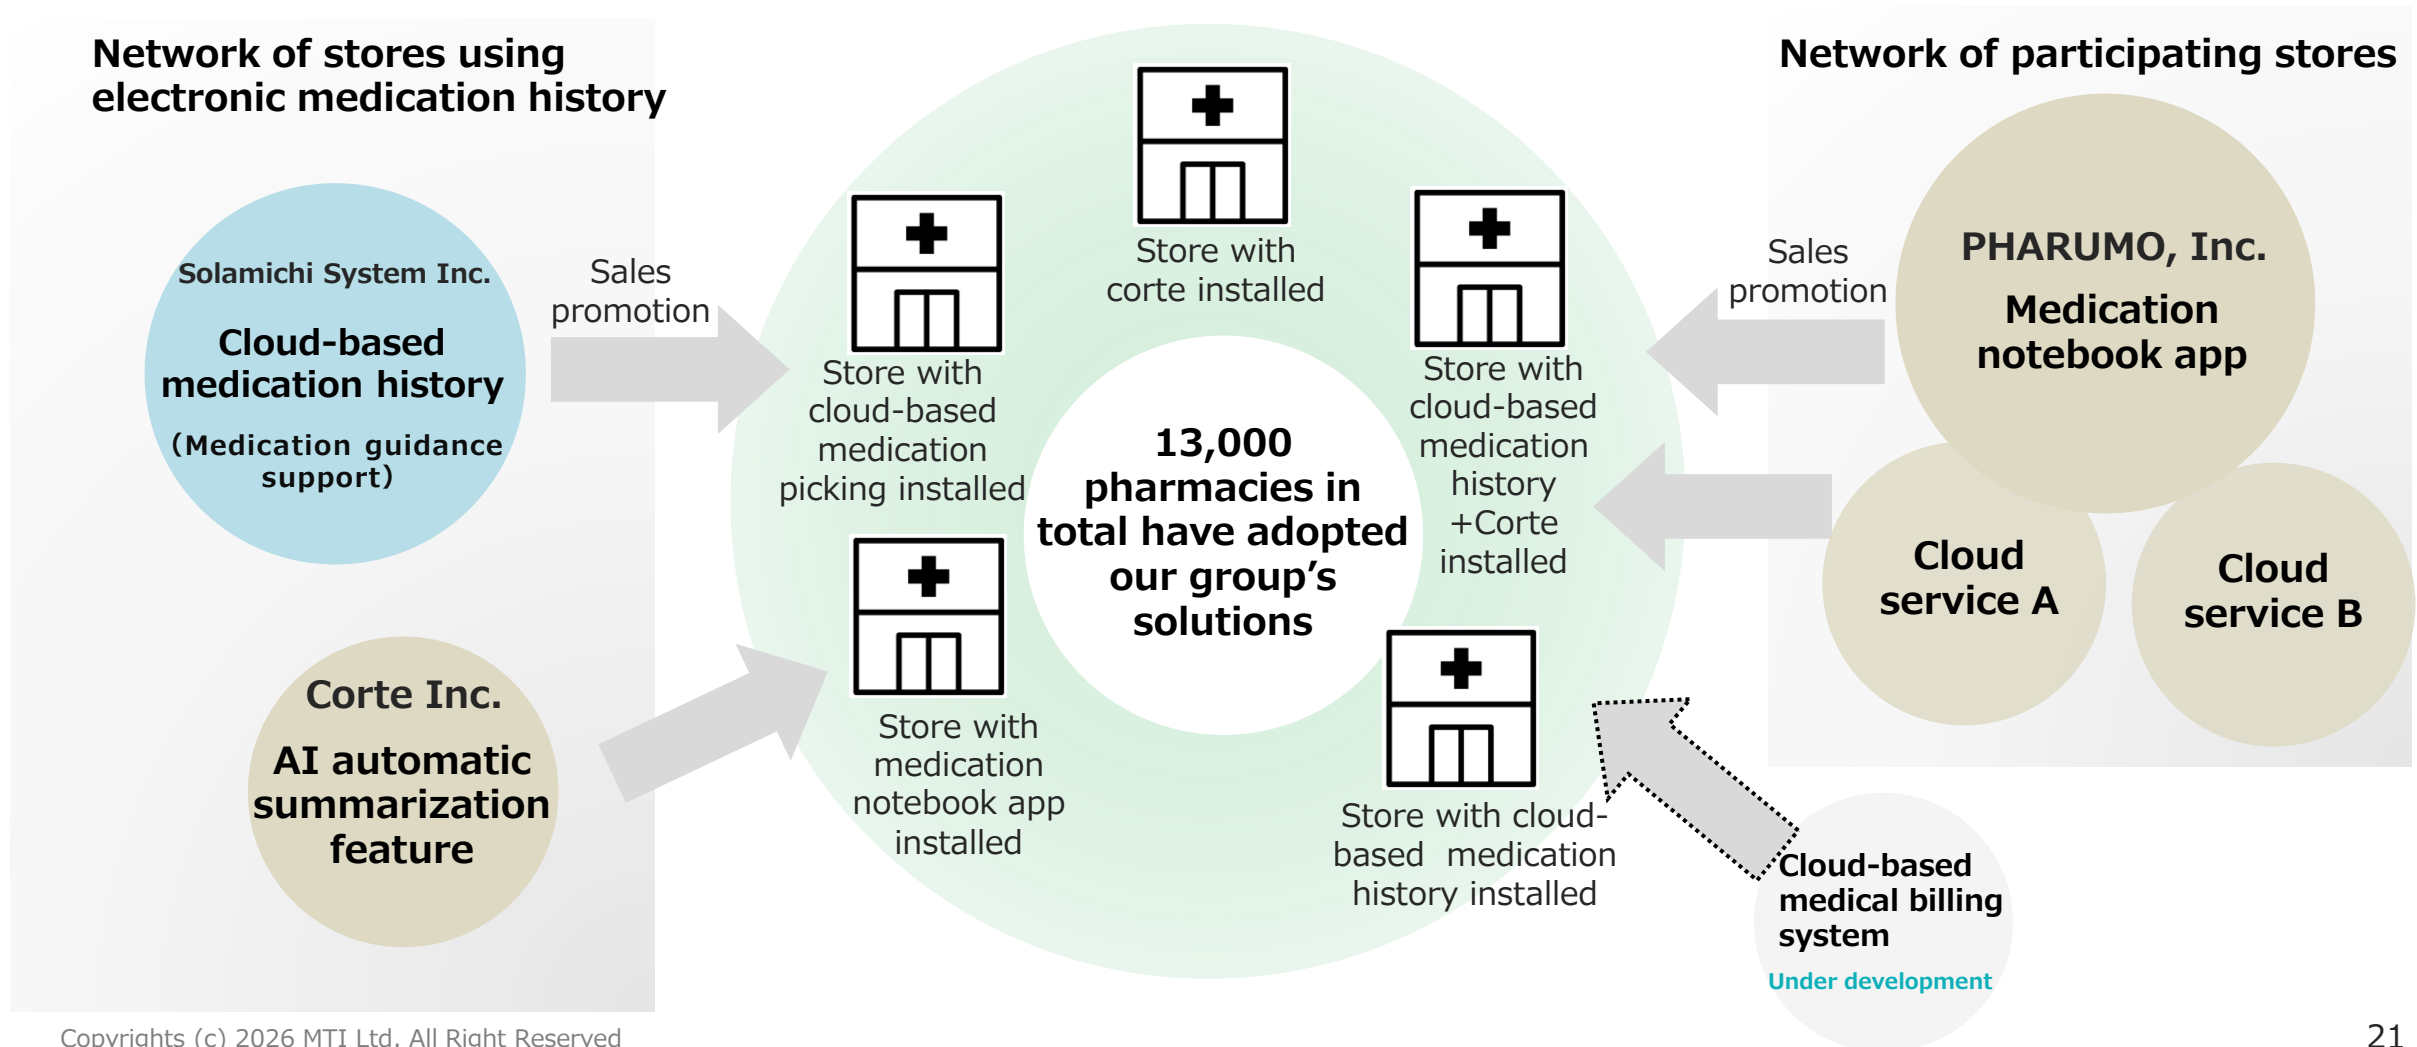 Network of stores using
electronic medication history
Solamichi System Inc.
Cloud-based
medication history
(Medication guidance
support)
Sales
promotion
Corte Inc.
AI automatic
summarization
feature
Store with
corte installed
Store with
cloud-based
medication
picking installed
Store with
medication
notebook app
installed
13,000
pharmacies in
total have adopted
our group’s
solutions
Store with
cloud-based
medication
history
+Corte
installed
Store with cloud-
based medication
history installed
Network of participating stores
Sales
promotion
PHARUMO, Inc.
Medication
notebook app
Cloud
service A
Cloud
service B
Cloud-based
medical billing
system
Under development
Copyrights (c) 2026 MTI Ltd. All Right Reserved
21